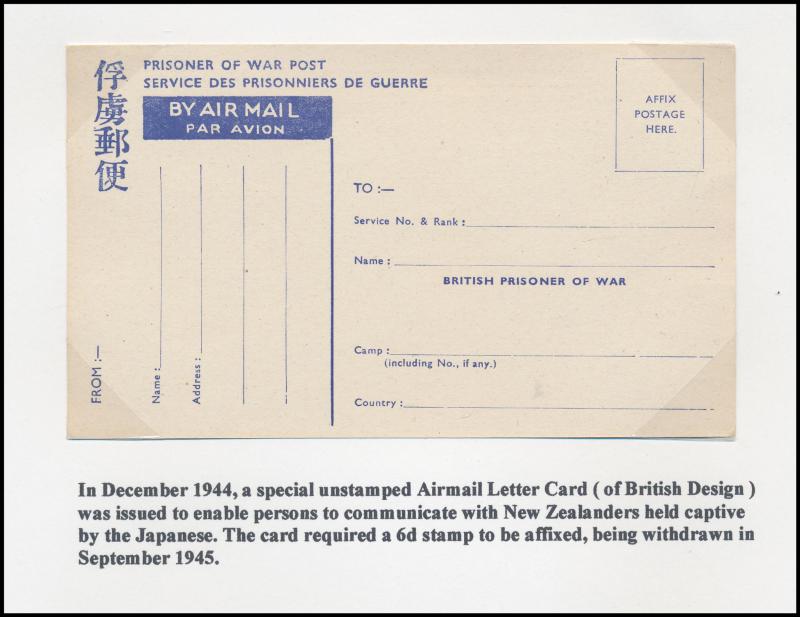 俘虜郵便
PRISONER OF WAR POST
SERVICE DES PRISONNIERS DE GUERRE
BY AIR MAIL
PAR AVION
AFFIX
POSTAGE
HERE.
FROM :—
Name :
Address :
TO :—
Service No. & Rank :
Name :
BRITISH PRISONER OF WAR
Camp :
(including No., if any.)
Country :
In December 1944, a special unstamped Airmail Letter Card ( of British Design )
was issued to enable persons to communicate with New Zealanders held captive
by the Japanese. The card required a 6d stamp to be affixed, being withdrawn in
September 1945.